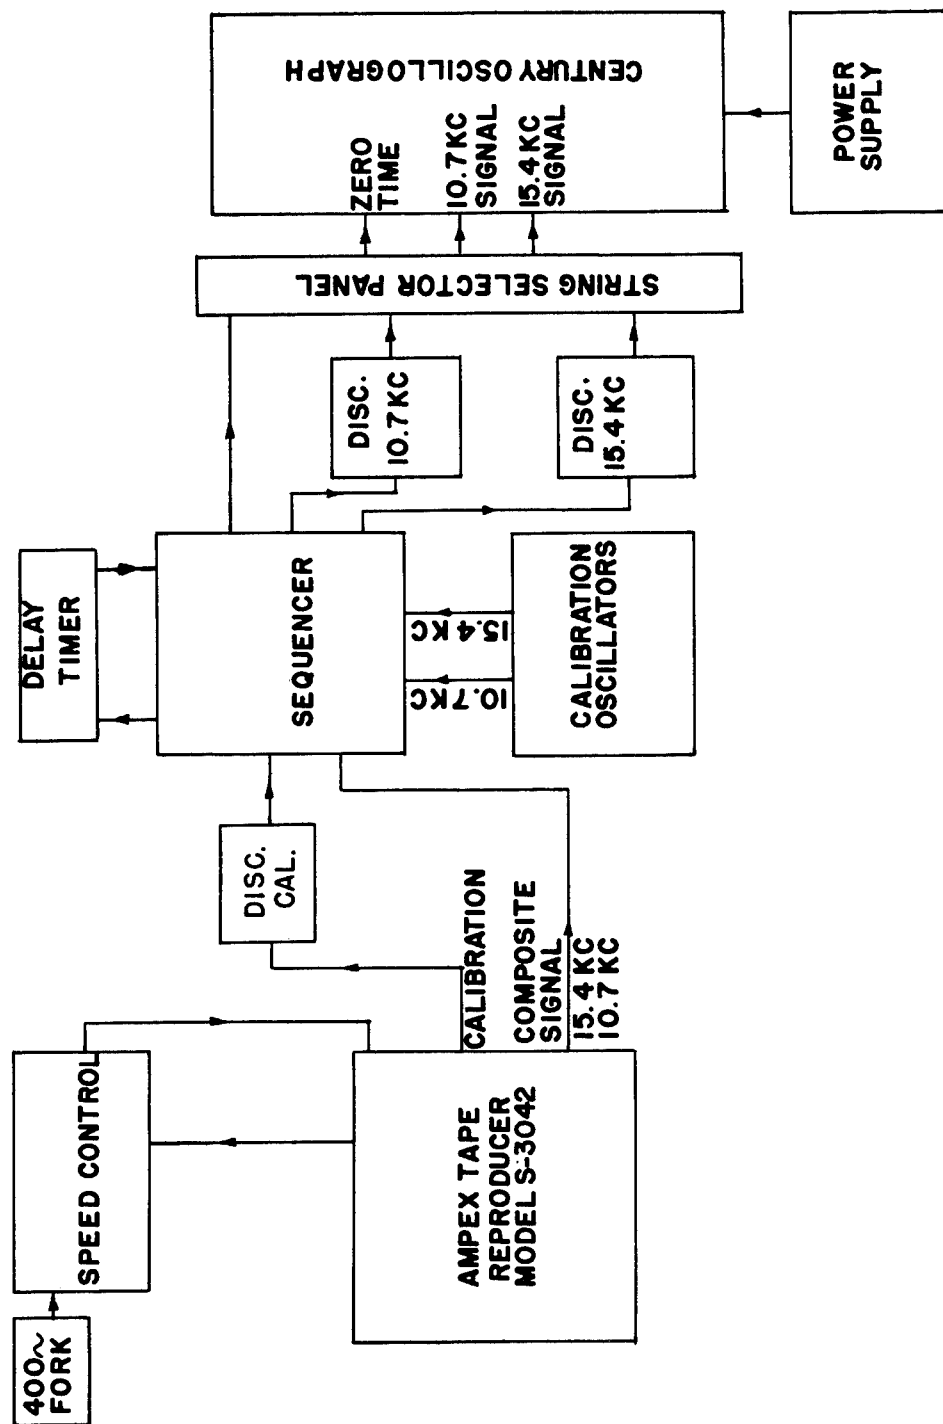 400~
FORK
SPEED CONTROL
AMPEX TAPE
REPRODUCER
MODEL S-3042
CALIBRATION
COMPOSITE
SIGNAL
15.4 KC
10.7 KC
DISC.
CAL.
DELAY
TIMER
SEQUENCER
10.7 KC
15.4 KC
CALIBRATION
OSCILLATORS
DISC.
10.7 KC
DISC.
15.4 KC
STRING SELECTOR PANEL
ZERO
TIME
10.7 KC
SIGNAL
15.4 KC
SIGNAL
CENTURY OSCILLOGRAPH
POWER
SUPPLY